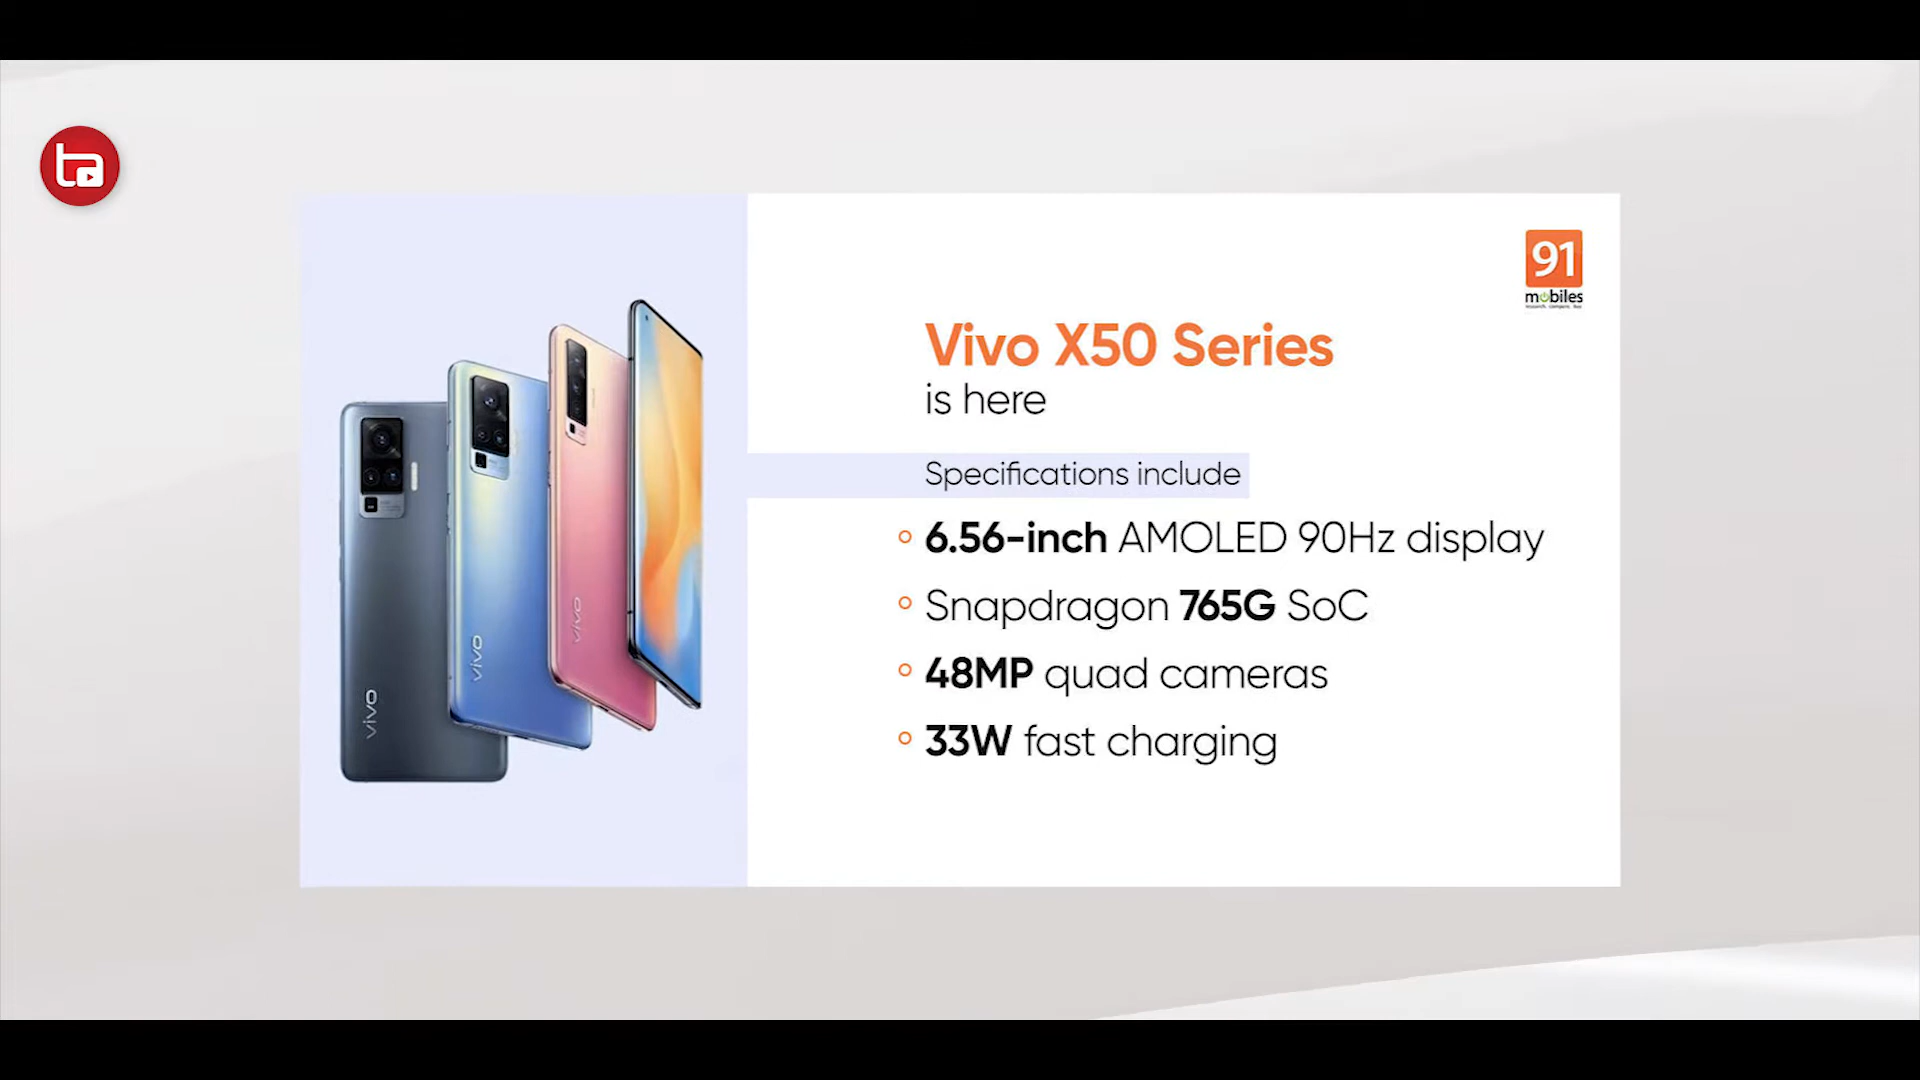 ta
91
mobiles
Vivo X50 Series
is here
Specifications include
6.56-inch AMOLED 90Hz display
Snapdragon 765G SoC
48MP quad cameras
33W fast charging
vivo
vivo
vivo